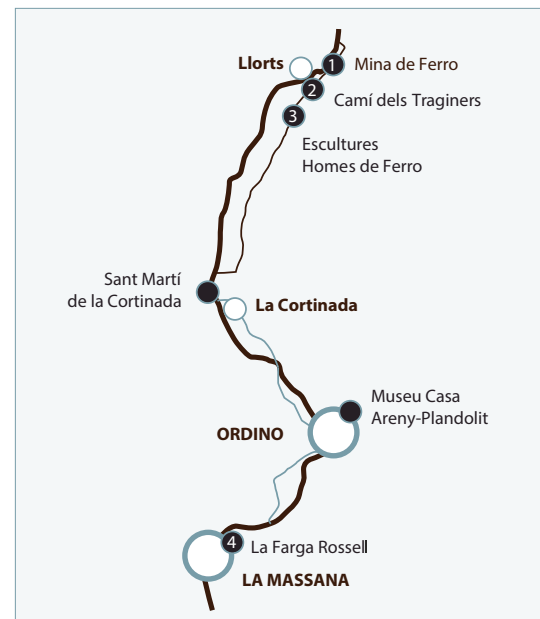 Llorts
1
Mina de Ferro
2
Camí dels Traginers
3
Escultures
Homes de Ferro
Sant Martí
de la Cortinada
La Cortinada
Museu Casa
Areny-Plandolit
ORDINO
4
La Farga Rossell
LA MASSANA